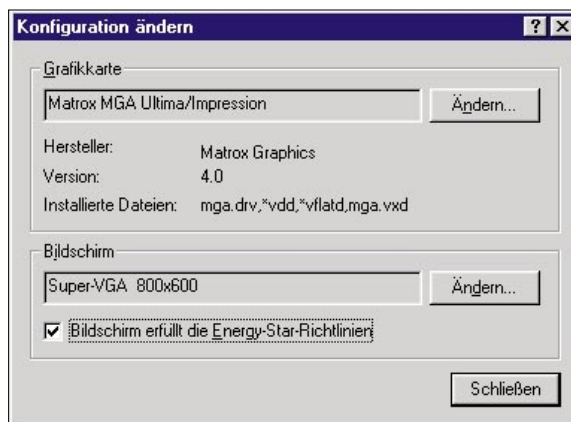 Konfiguration ändern
Grafikkarte
Matrox MGA Ultima/Impression
Ändern...
Hersteller:
Matrox Graphics
Version:
4.0
Installierte Dateien:
mga.drv,*vdd,*vflatd,mga.vxd
Bildschirm
Super-VGA 800x600
Ändern...
Bildschirm erfüllt die Energy-Star-Richtlinien
Schließen